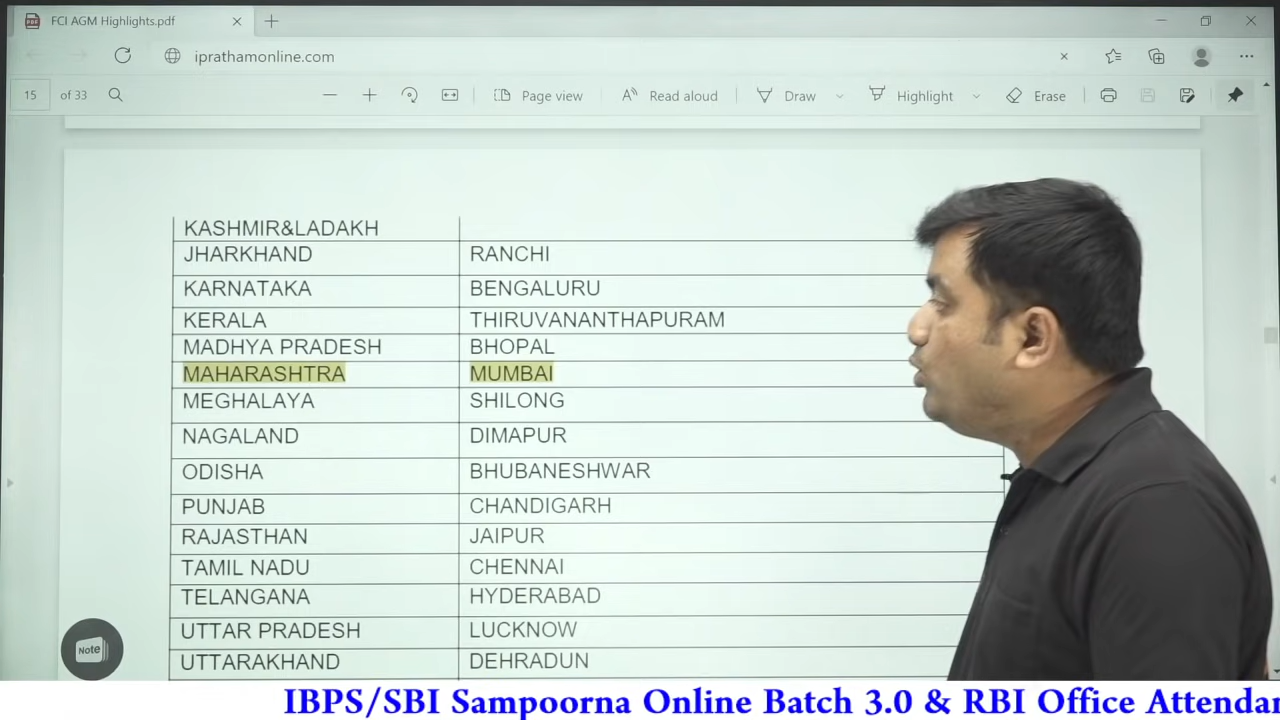 FCI AGM Highlights.pdf
iprathamonline.com
15 of 33 Page view Read aloud Draw Highlight Erase
KASHMIR&LADAKH
JHARKHAND RANCHI
KARNATAKA BENGALURU
KERALA THIRUVANANTHAPURAM
MADHYA PRADESH BHOPAL
MAHARASHTRA MUMBAI
MEGHALAYA SHILONG
NAGALAND DIMAPUR
ODISHA BHUBANESHWAR
PUNJAB CHANDIGARH
RAJASTHAN JAIPUR
TAMIL NADU CHENNAI
TELANGANA HYDERABAD
UTTAR PRADESH LUCKNOW
UTTARAKHAND DEHRADUN
Note
IBPS/SBI Sampoorna Online Batch 3.0 & RBI Office Attendan